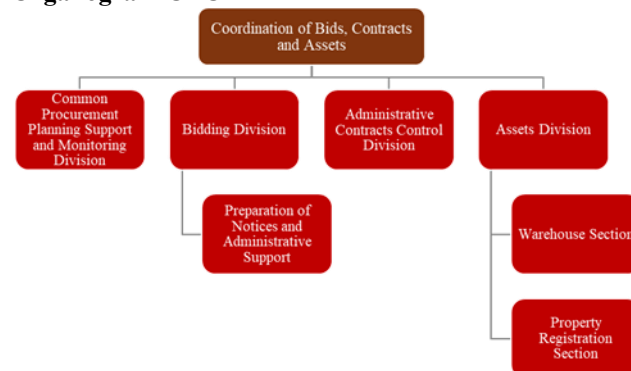 Coordination of Bids, Contracts
and Assets
Common
Procurement
Planning Support
and Monitoring
Division
Bidding Division
Administrative
Contracts Control
Division
Assets Division
Preparation of
Notices and
Administrative
Support
Warehouse Section
Property
Registration
Section